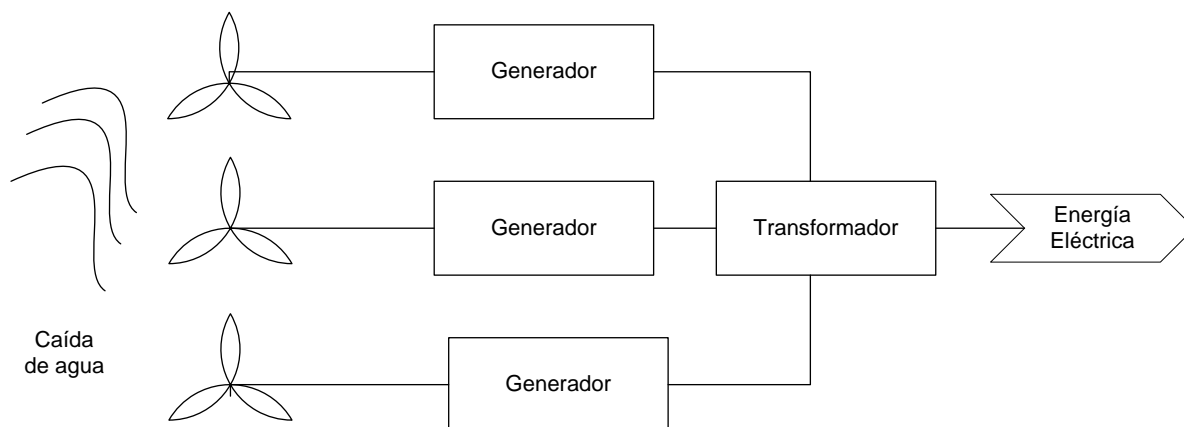 Generador
Generador
Transformador
Energía
Eléctrica
Caída
de agua
Generador